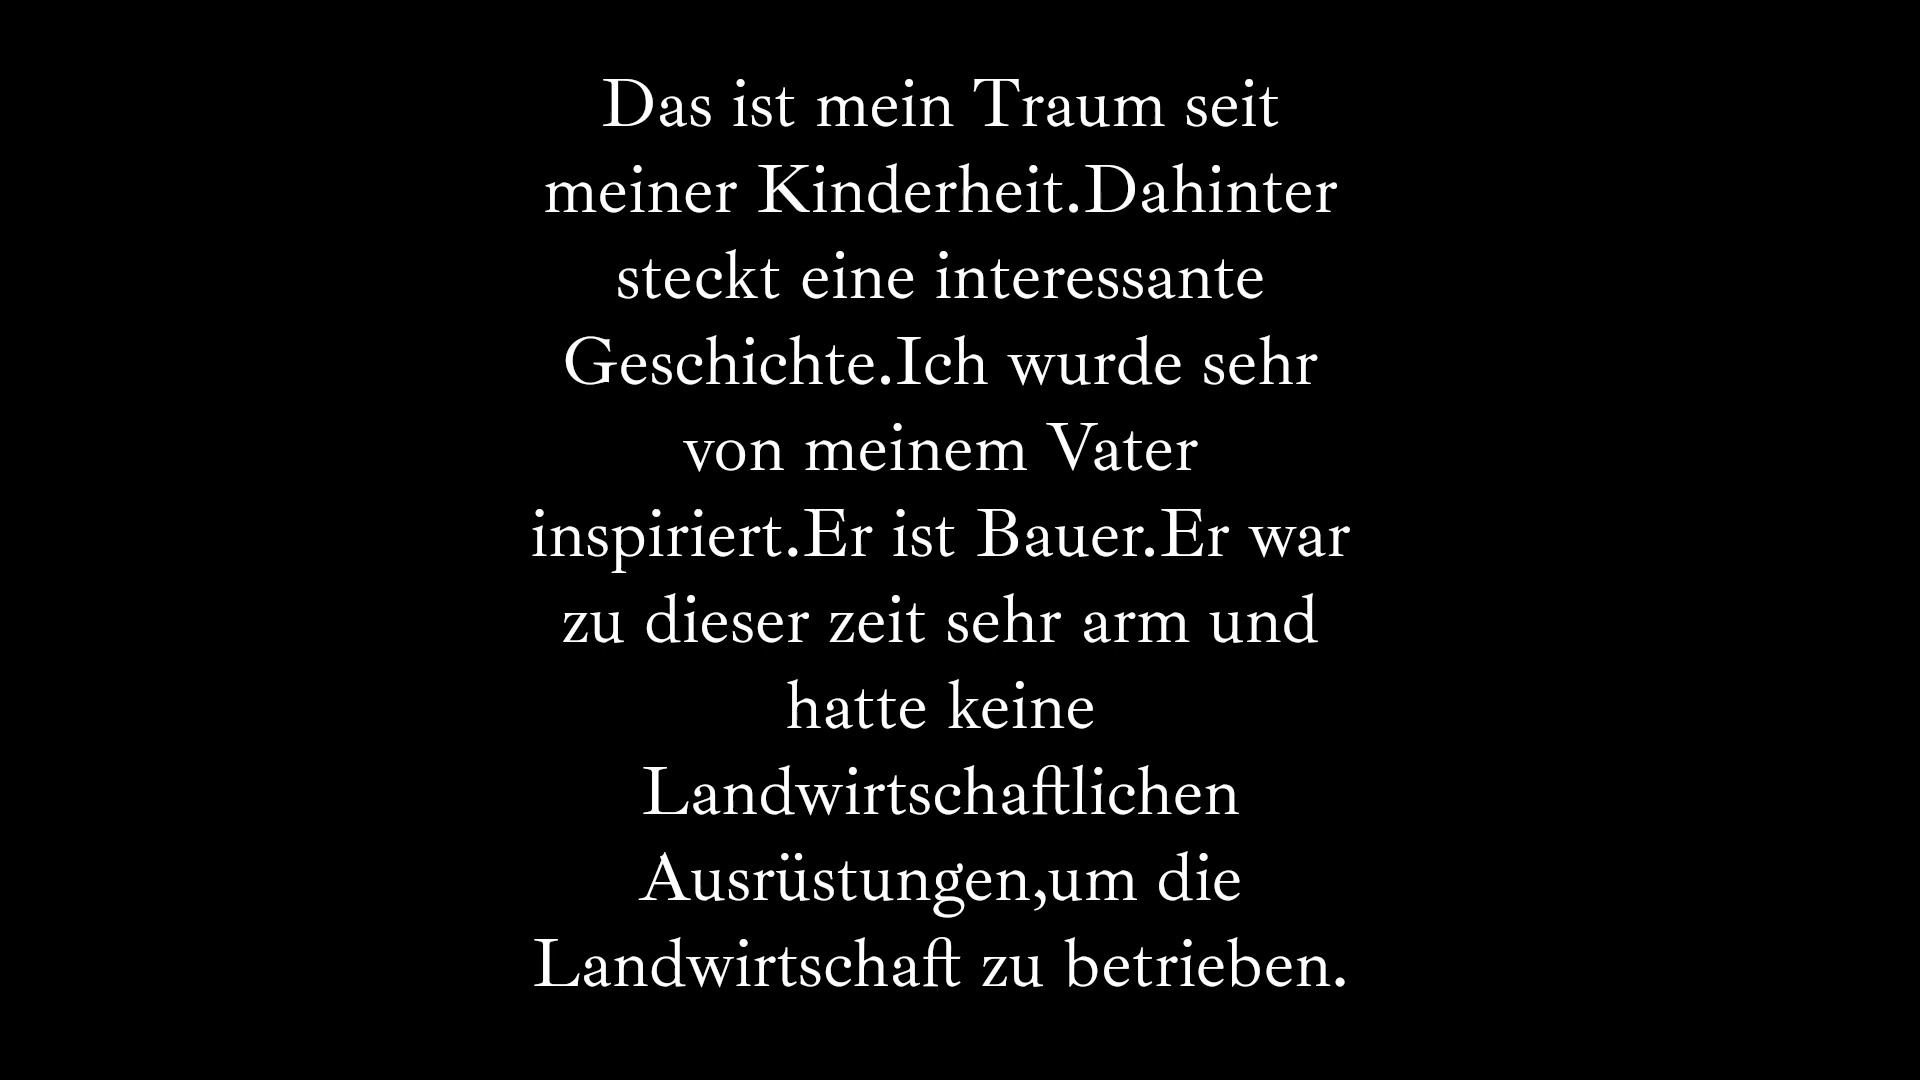 Das ist mein Traum seit
meiner Kinderheit.Dahinter
steckt eine interessante
Geschichte.Ich wurde sehr
von meinem Vater
inspiriert.Er ist Bauer.Er war
zu dieser zeit sehr arm und
hatte keine
Landwirtschaftlichen
Ausrüstungen,um die
Landwirtschaft zu betrieben.